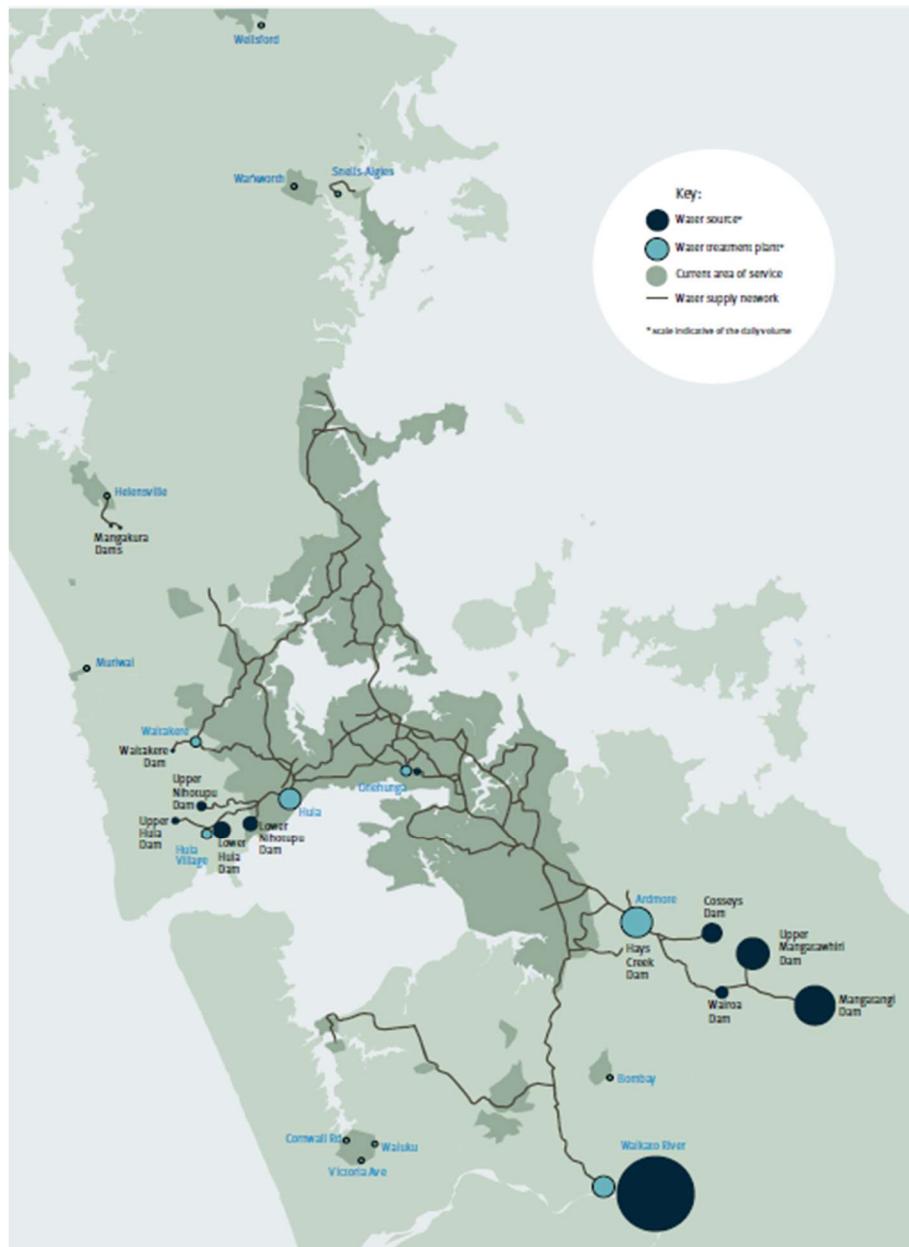 Wellsford
Warkworth
Snells-Algies
Key:
Water source*
Water treatment plant*
Current area of service
Water supply network
* scale indicative of the daily volume
Helensville
Mangakura
Dams
Muriwai
Waitakere
Waitakere
Dam
Upper
Nihotupu
Dam
Onehunga
Huia
Upper
Huia
Dam
Huia
Village
Lower
Huia
Dam
Lower
Nihotupu
Dam
Ardmore
Cosseys
Dam
Hays
Creek
Dam
Upper
Mangatawhiri
Dam
Wairoa
Dam
Mangatangi
Dam
Bombay
Cornwall Rd
Waiuku
Victoria Ave
Waikato River